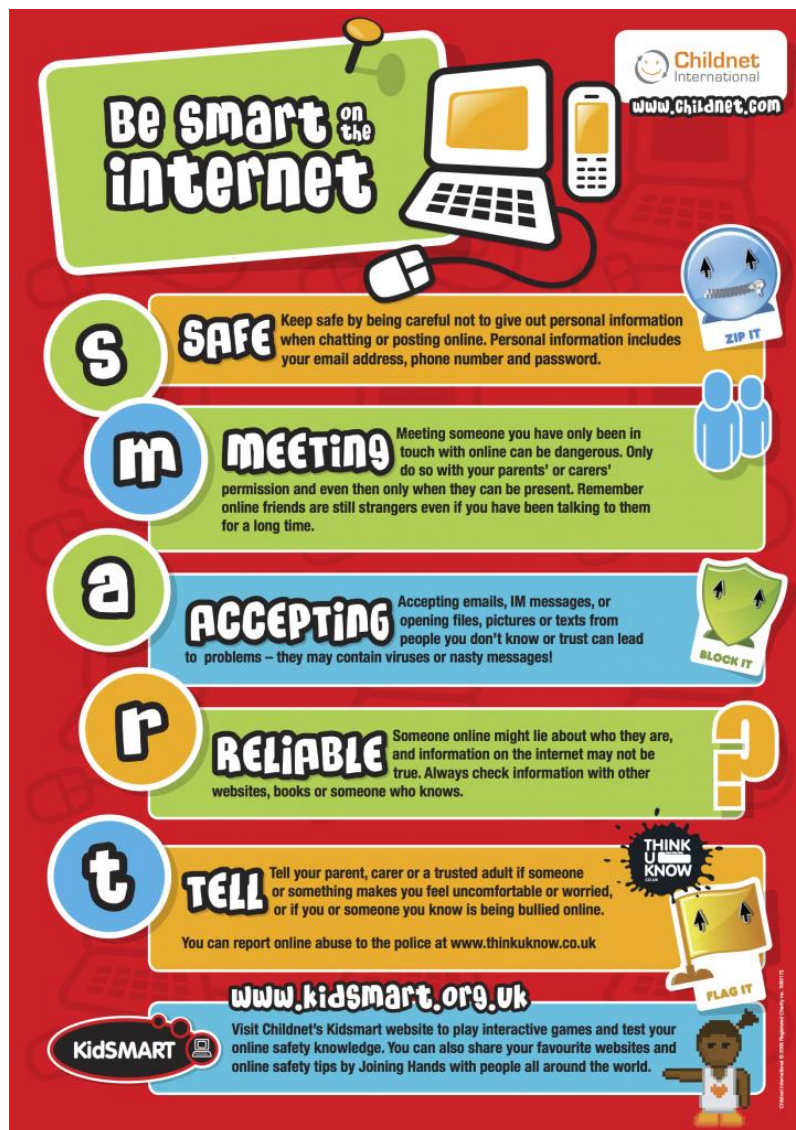 Be smart on the
internet
Childnet
International
www.childnet.com
s
SAFE
Keep safe by being careful not to give out personal information
when chatting or posting online. Personal information includes
your email address, phone number and password.
ZIP IT
m
MEETING
Meeting someone you have only been in
touch with online can be dangerous. Only
do so with your parents' or carers'
permission and even then only when they can be present. Remember
online friends are still strangers even if you have been talking to them
for a long time.
a
ACCEPTING
Accepting emails, IM messages, or
opening files, pictures or texts from
people you don't know or trust can lead
to problems – they may contain viruses or nasty messages!
BLOCK IT
r
RELIABLE
Someone online might lie about who they are,
and information on the internet may not be
true. Always check information with other
websites, books or someone who knows.
?
t
TELL
Tell your parent, carer or a trusted adult if someone
or something makes you feel uncomfortable or worried,
or if you or someone you know is being bullied online.
You can report online abuse to the police at www.thinkuknow.co.uk
THINK
U
KNOW
.CO.UK
FLAG IT
www.kidsmart.org.uk
KidSMART
Visit Childnet's Kidsmart website to play interactive games and test your
online safety knowledge. You can also share your favourite websites and
online safety tips by Joining Hands with people all around the world.